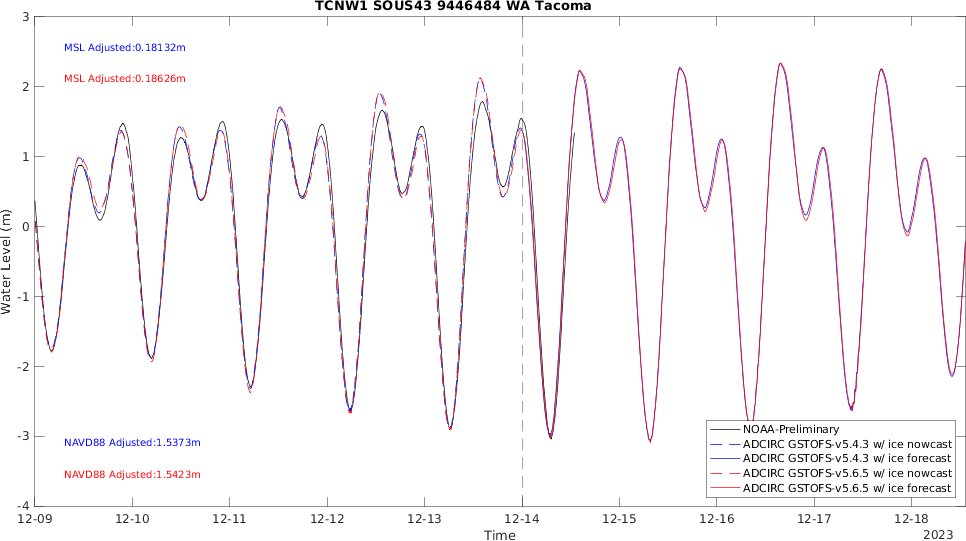 TCNW1 SOUS43 9446484 WA Tacoma
3
MSL Adjusted:0.18132m
MSL Adjusted:0.18626m
2
1
0
Water Level (m)
-1
-2
-3
NAVD88 Adjusted:1.5373m
NAVD88 Adjusted:1.5423m
-4
NOAA-Preliminary
ADCIRC GSTOFS-v5.4.3 w/ ice nowcast
ADCIRC GSTOFS-v5.4.3 w/ ice forecast
ADCIRC GSTOFS-v5.6.5 w/ ice nowcast
ADCIRC GSTOFS-v5.6.5 w/ ice forecast
12-09 12-10 12-11 12-12 12-13 12-14 12-15 12-16 12-17 12-18
Time
2023